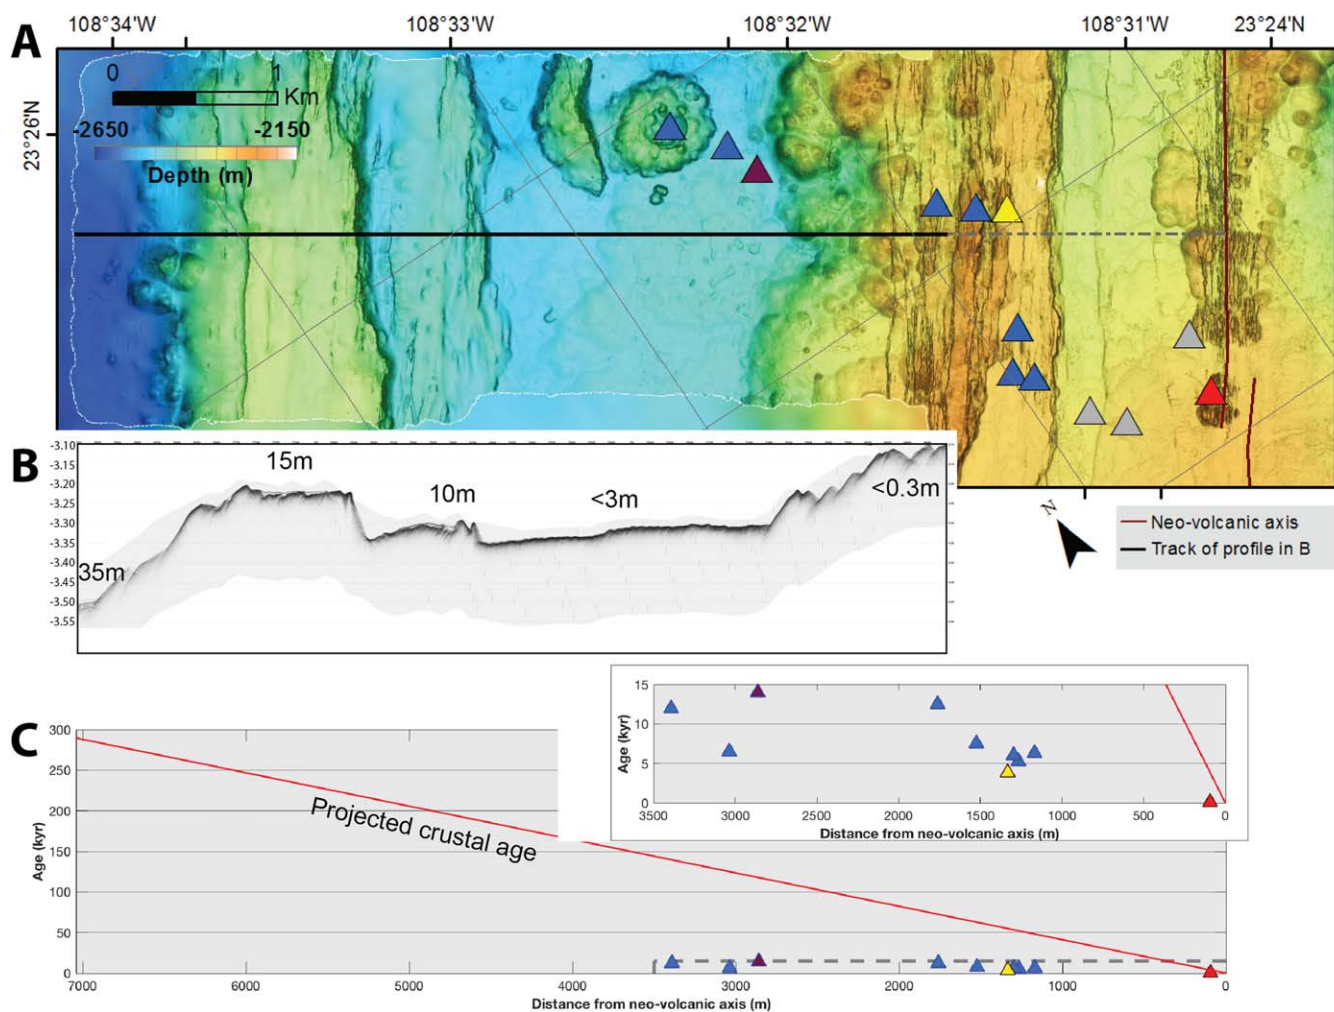 A
108°34'W 108°33'W 108°32'W 108°31'W 23°24'N
23°26'N
0 1
Km
-2650 -2150
Depth (m)
N
Neo-volcanic axis
Track of profile in B
B
-3.10
-3.15
-3.20
-3.25
-3.30
-3.35
-3.40
-3.45
-3.50
-3.55
35m
15m
10m
<3m
<0.3m
C
Age (kyr)
300
250
200
150
100
50
0
Projected crustal age
7000 6000 5000 4000 3000 2000 1000 0
Distance from neo-volcanic axis (m)
Age (kyr)
15
10
5
0
3500 3000 2500 2000 1500 1000 500 0
Distance from neo-volcanic axis (m)